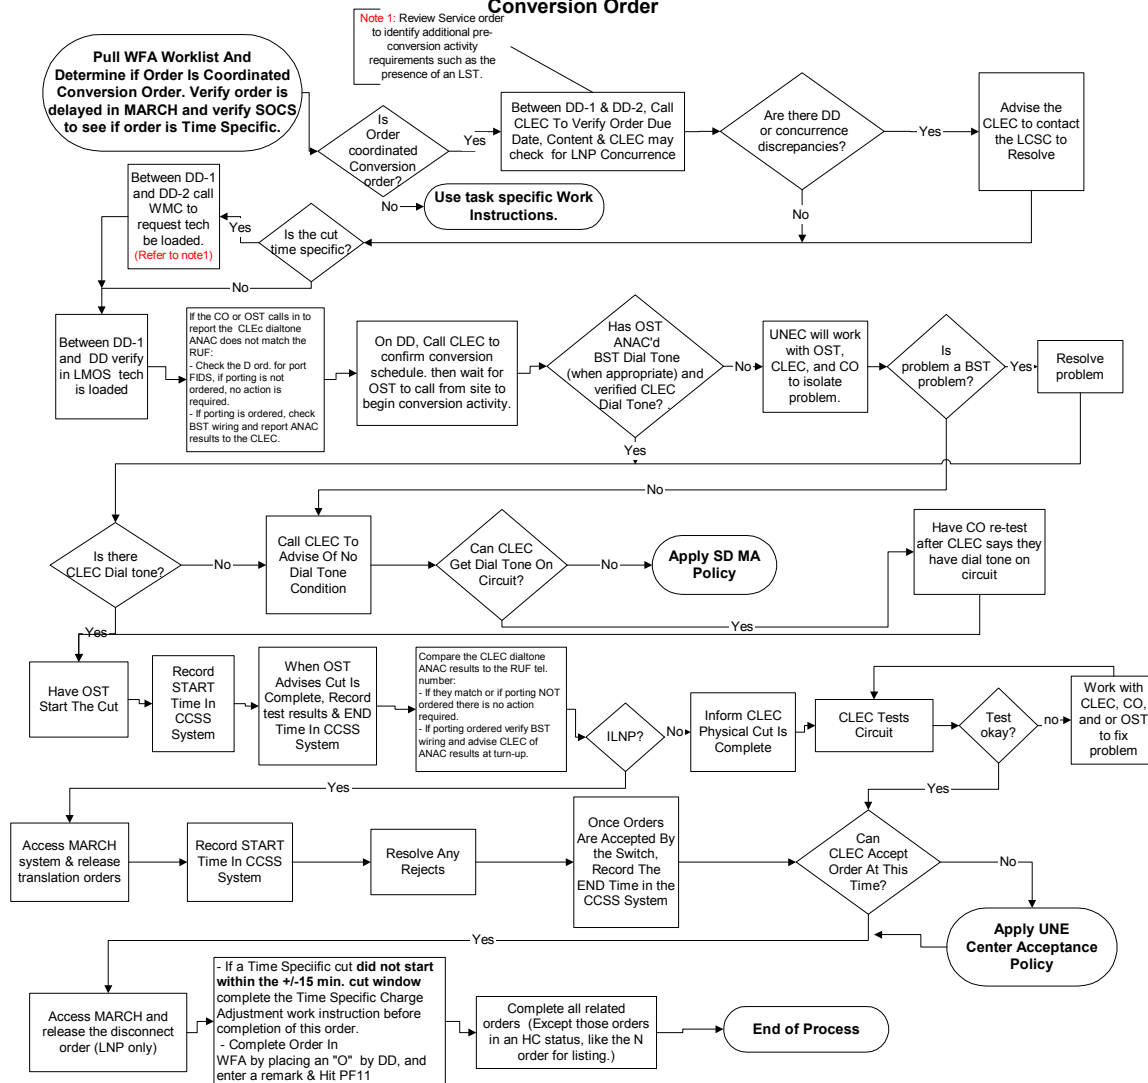 Conversion Order
Note 1: Review Service order
to identify additional pre-
conversion activity
requirements such as the
presence of an LST.
Pull WFA Worklist And
Determine if Order Is Coordinated
Conversion Order. Verify order is
delayed in MARCH and verify SOCS
to see if order is Time Specific.
Is
Order
coordinated
Conversion
order?
Yes
No
Use task specific Work
Instructions.
Between DD-1 & DD-2, Call
CLEC To Verify Order Due
Date, Content & CLEC may
check for LNP Concurrence
Are there DD
or concurrence
discrepancies?
Yes
No
Advise the
CLEC to contact
the LCSC to
Resolve
Between DD-1
and DD-2 call
WMC to
request tech
be loaded.
(Refer to note1)
Yes
Is the cut
time specific?
No
Between DD-1
and DD verify
in LMOS tech
is loaded
If the CO or OST calls in to
report the CLEc dialtone
ANAC does not match the
RUF:
- Check the D ord. for port
FIDS, if porting is not
ordered, no action is
required.
- If porting is ordered, check
BST wiring and report ANAC
results to the CLEC.
On DD, Call CLEC to
confirm conversion
schedule. then wait for
OST to call from site to
begin conversion activity.
Has OST
ANAC'd
BST Dial Tone
(when appropriate) and
verified CLEC
Dial Tone? .
No
Yes
UNEC will work
with OST,
CLEC, and CO
to isolate
problem.
Is
problem a BST
problem?
Yes
No
Resolve
problem
Is there
CLEC Dial tone?
No
Yes
Call CLEC To
Advise Of No
Dial Tone
Condition
Can CLEC
Get Dial Tone On
Circuit?
No
Yes
Apply SD MA
Policy
Have CO re-test
after CLEC says they
have dial tone on
circuit
Have OST
Start The Cut
Record
START
Time In
CCSS
System
When OST
Advises Cut Is
Complete, Record
test results & END
Time In CCSS
System
Compare the CLEC dialtone
ANAC results to the RUF tel.
number:
- If they match or if porting NOT
ordered there is no action
required.
- If porting ordered verify BST
wiring and advise CLEC of
ANAC results at turn-up.
ILNP?
No
Yes
Inform CLEC
Physical Cut Is
Complete
CLEC Tests
Circuit
Test
okay?
no
Yes
Work with
CLEC, CO,
and or OST
to fix
problem
Access MARCH
system & release
translation orders
Record START
Time In CCSS
System
Resolve Any
Rejects
Once Orders
Are Accepted By
the Switch,
Record The
END Time in the
CCSS System
Can
CLEC Accept
Order At This
Time?
No
Yes
Apply UNE
Center Acceptance
Policy
Access MARCH and
release the disconnect
order (LNP only)
- If a Time Speciific cut did not start
within the +/-15 min. cut window
complete the Time Specific Charge
Adjustment work instruction before
completion of this order.
- Complete Order In
WFA by placing an "O" by DD, and
enter a remark & Hit PF11
Complete all related
orders (Except those orders
in an HC status, like the N
order for listing.)
End of Process